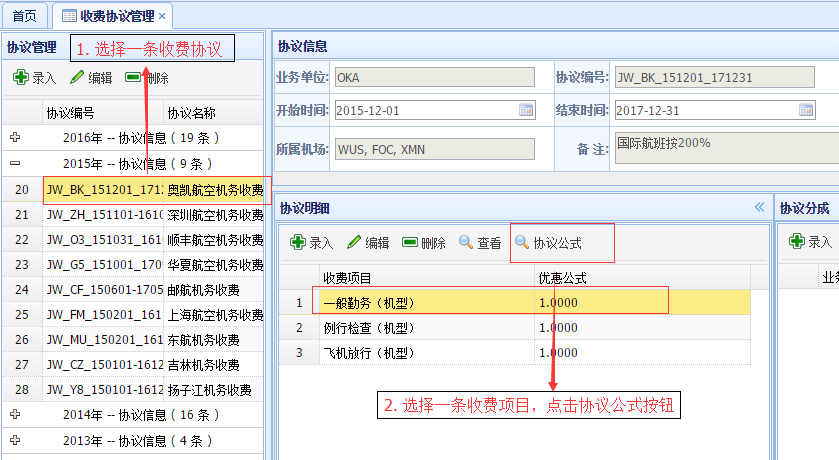 首页 收费协议管理 ×
协议管理
1. 选择一条收费协议
录入 编辑 删除
协议编号 协议名称
2016年 -- 协议信息 ( 19 条 )
2015年 -- 协议信息 ( 9 条 )
20 JW_BK_151201_1712 奥凯航空机务收费
21 JW_ZH_151101-1610 深圳航空机务收费
22 JW_O3_151031_1610 顺丰航空机务收费
23 JW_G5_151001_1709 华夏航空机务收费
24 JW_CF_150601-1705 邮航机务收费
25 JW_FM_150201_161 上海航空机务收费
26 JW_MU_150201_161 东航机务收费
27 JW_CZ_150101-1612 吉林机务收费
28 JW_Y8_150101-1612 扬子江机务收费
2014年 -- 协议信息 ( 16 条 )
2013年 -- 协议信息 ( 4 条 )
协议信息
业务单位: OKA 协议编号: JW_BK_151201_171231
开始时间: 2015-12-01 结束时间: 2017-12-31
所属机场: WUS, FOC, XMN 备 注: 国际航班按200%
协议明细
录入 编辑 删除 查看 协议公式
收费项目 优惠公式
1 一般勤务（机型） 1.0000
2 例行检查（机型） 1.0000
3 飞机放行（机型） 1.0000
2. 选择一条收费项目，点击协议公式按钮
协议分成
录入
业务